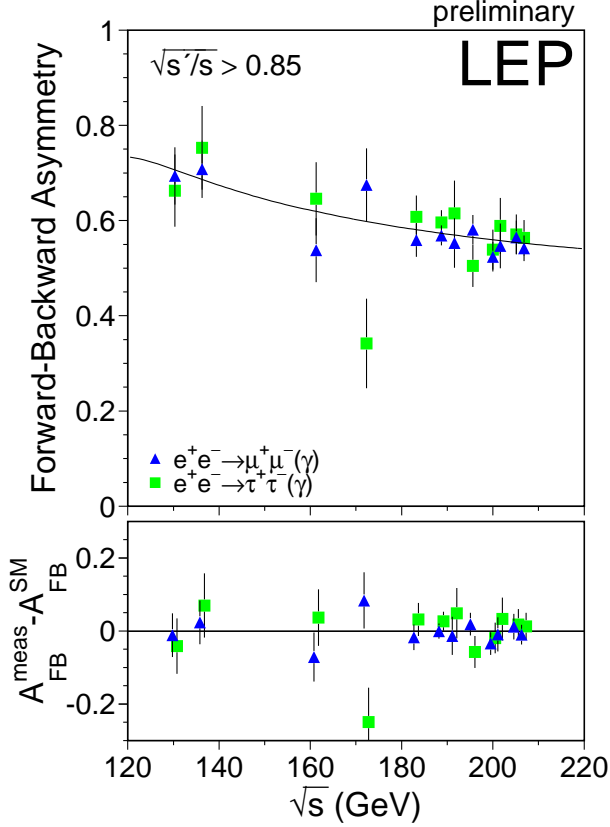 preliminary
√s´/s > 0.85
LEP
Forward-Backward Asymmetry
1
0.8
0.6
0.4
0.2
0
e⁺e⁻→μ⁺μ⁻(γ)
e⁺e⁻→τ⁺τ⁻(γ)
A_FB^meas-A_FB^SM
0.2
0
-0.2
120 140 160 180 200 220
√s (GeV)